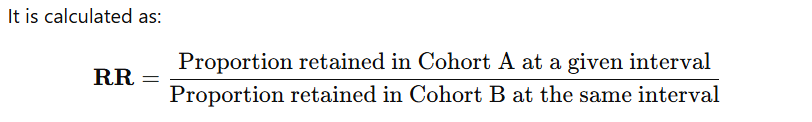 It is calculated as:
RR = Proportion retained in Cohort A at a given interval
Proportion retained in Cohort B at the same interval